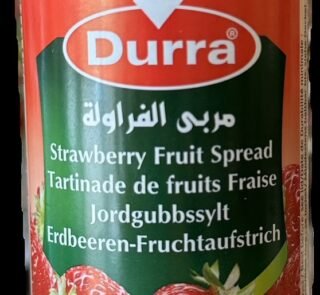 Durra®
مربى الفراولة
Strawberry Fruit Spread
Tartinade de fruits Fraise
Jordgubbssylt
Erdbeeren-Fruchtaufstrich